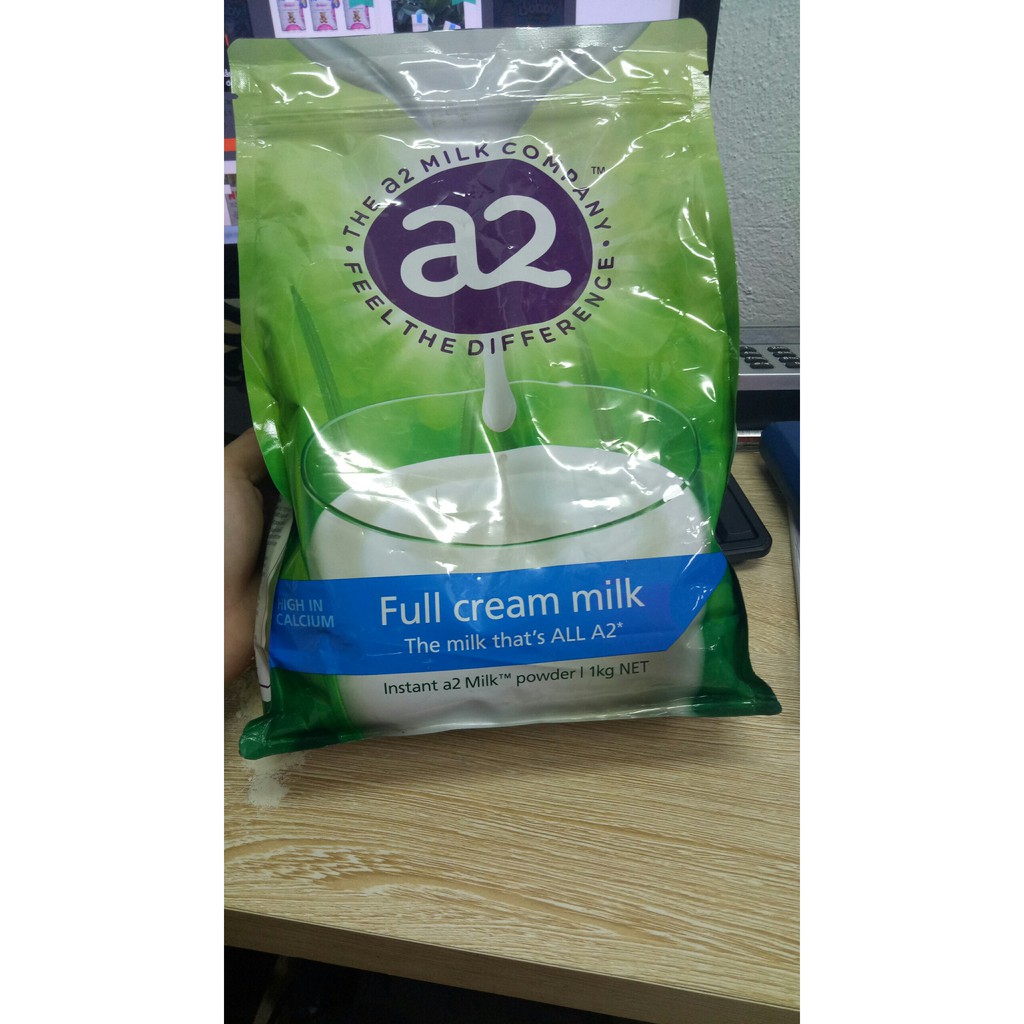 THE a2 MILK COMPANY™
a2
• FEEL THE DIFFERENCE •
HIGH IN
CALCIUM
Full cream milk
The milk that's ALL A2*
Instant a2 Milk™ powder | 1kg NET